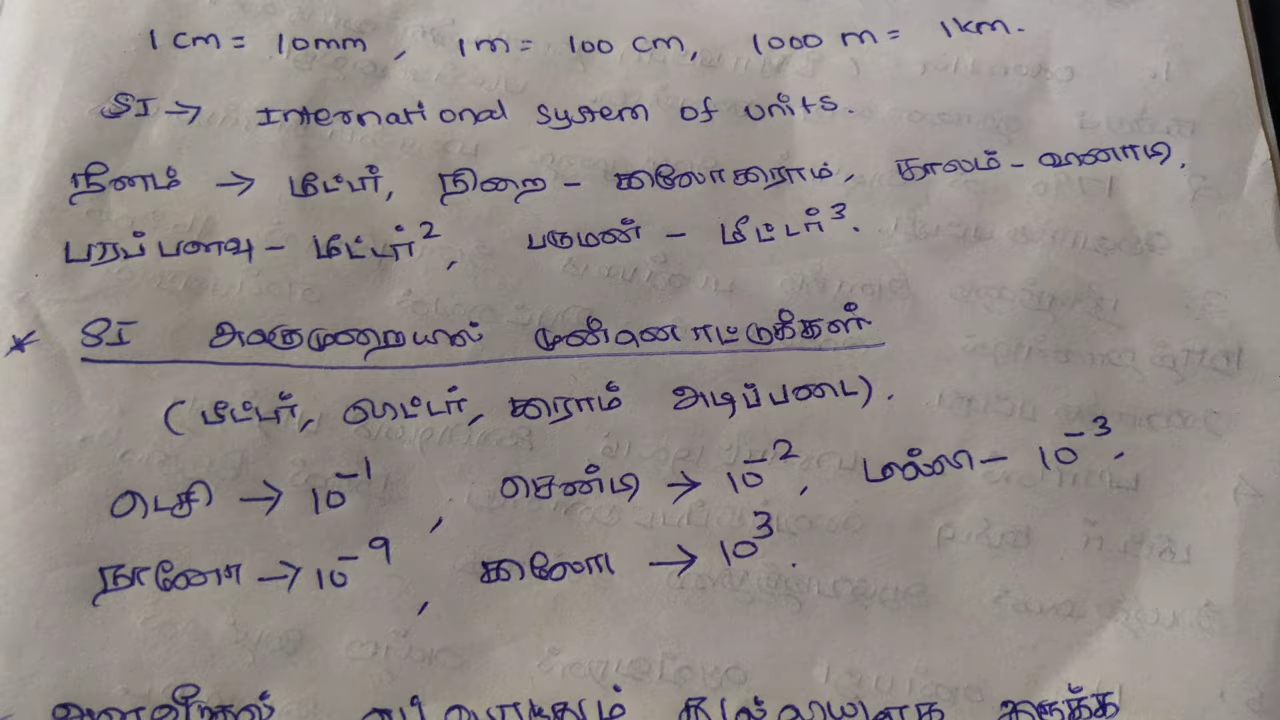 1 cm = 10mm, 1m = 100 cm, 1000 m = 1km.
SI → International System of units.
நீளம் → மீட்டர், நிறை - கிலோகிராம், காலம் - வினாடி,
பரப்பளவு - மீட்டர்², பருமன் - மீட்டர்³.
* SI அலகுமுறையில் முன்னொட்டுகள்
(மீட்டர், லிட்டர், கிராம் அடிப்படை).
டெசி → 10⁻¹, சென்டி → 10⁻², மில்லி - 10⁻³.
நானோ → 10⁻⁹, கிலோ → 10³.